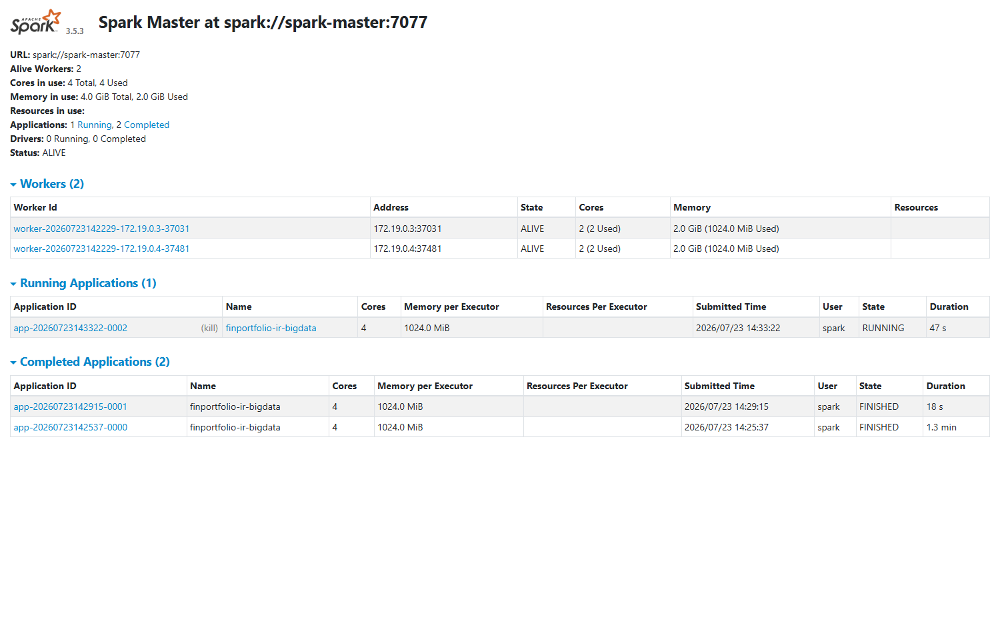 APACHE
Spark 3.5.3 Spark Master at spark://spark-master:7077
URL: spark://spark-master:7077
Alive Workers: 2
Cores in use: 4 Total, 4 Used
Memory in use: 4.0 GiB Total, 2.0 GiB Used
Resources in use:
Applications: 1 Running, 2 Completed
Drivers: 0 Running, 0 Completed
Status: ALIVE
Workers (2)
Worker Id Address State Cores Memory Resources
worker-20260723142229-172.19.0.3-37031 172.19.0.3:37031 ALIVE 2 (2 Used) 2.0 GiB (1024.0 MiB Used)
worker-20260723142229-172.19.0.4-37481 172.19.0.4:37481 ALIVE 2 (2 Used) 2.0 GiB (1024.0 MiB Used)
Running Applications (1)
Application ID Name Cores Memory per Executor Resources Per Executor Submitted Time User State Duration
app-20260723143322-0002 (kill) finportfolio-ir-bigdata 4 1024.0 MiB 2026/07/23 14:33:22 spark RUNNING 47 s
Completed Applications (2)
Application ID Name Cores Memory per Executor Resources Per Executor Submitted Time User State Duration
app-20260723142915-0001 finportfolio-ir-bigdata 4 1024.0 MiB 2026/07/23 14:29:15 spark FINISHED 18 s
app-20260723142537-0000 finportfolio-ir-bigdata 4 1024.0 MiB 2026/07/23 14:25:37 spark FINISHED 1.3 min